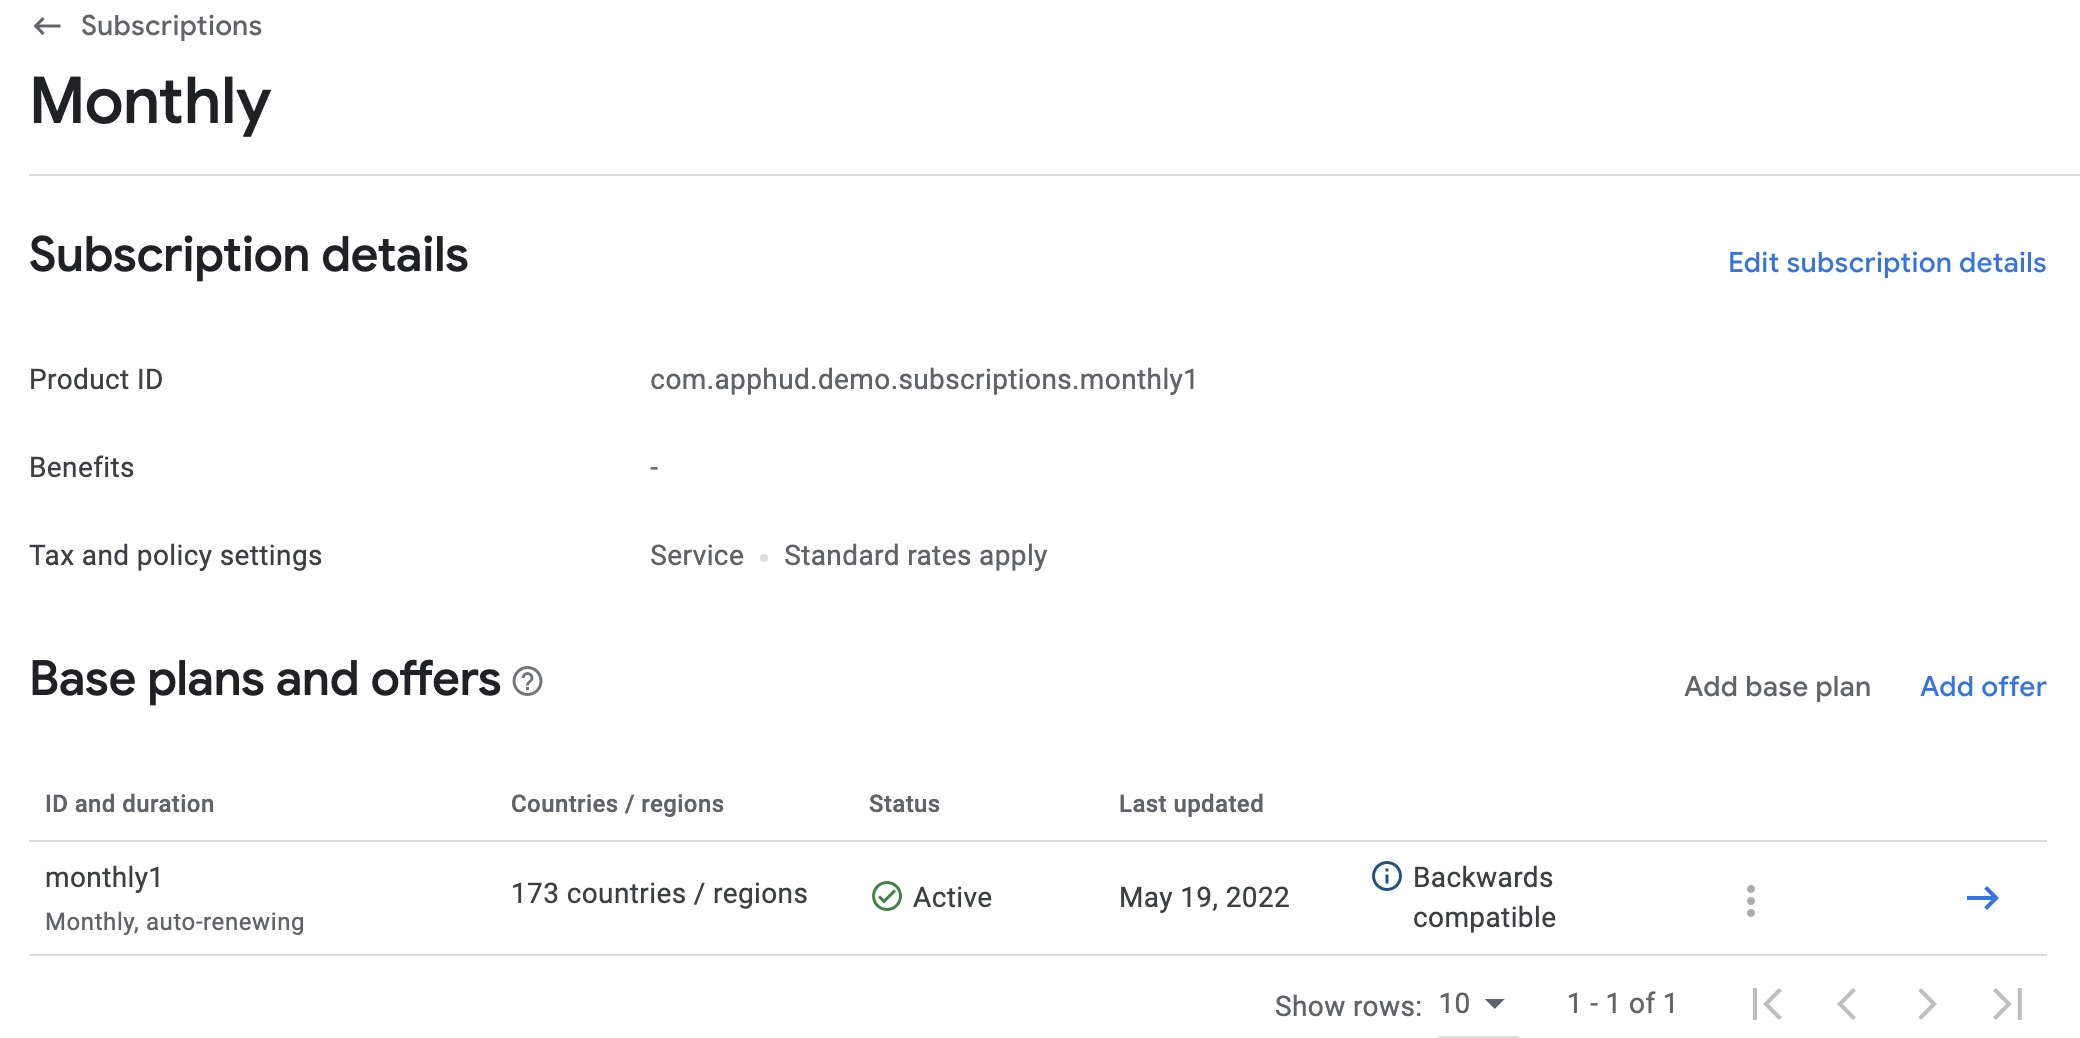 Subscriptions
Monthly
Subscription details
Edit subscription details
Product ID
com.apphud.demo.subscriptions.monthly1
Benefits
-
Tax and policy settings
Service • Standard rates apply
Base plans and offers
Add base plan
Add offer
ID and duration
Countries / regions
Status
Last updated
monthly1
Monthly, auto-renewing
173 countries / regions
Active
May 19, 2022
Backwards
compatible
Show rows: 10
1 - 1 of 1